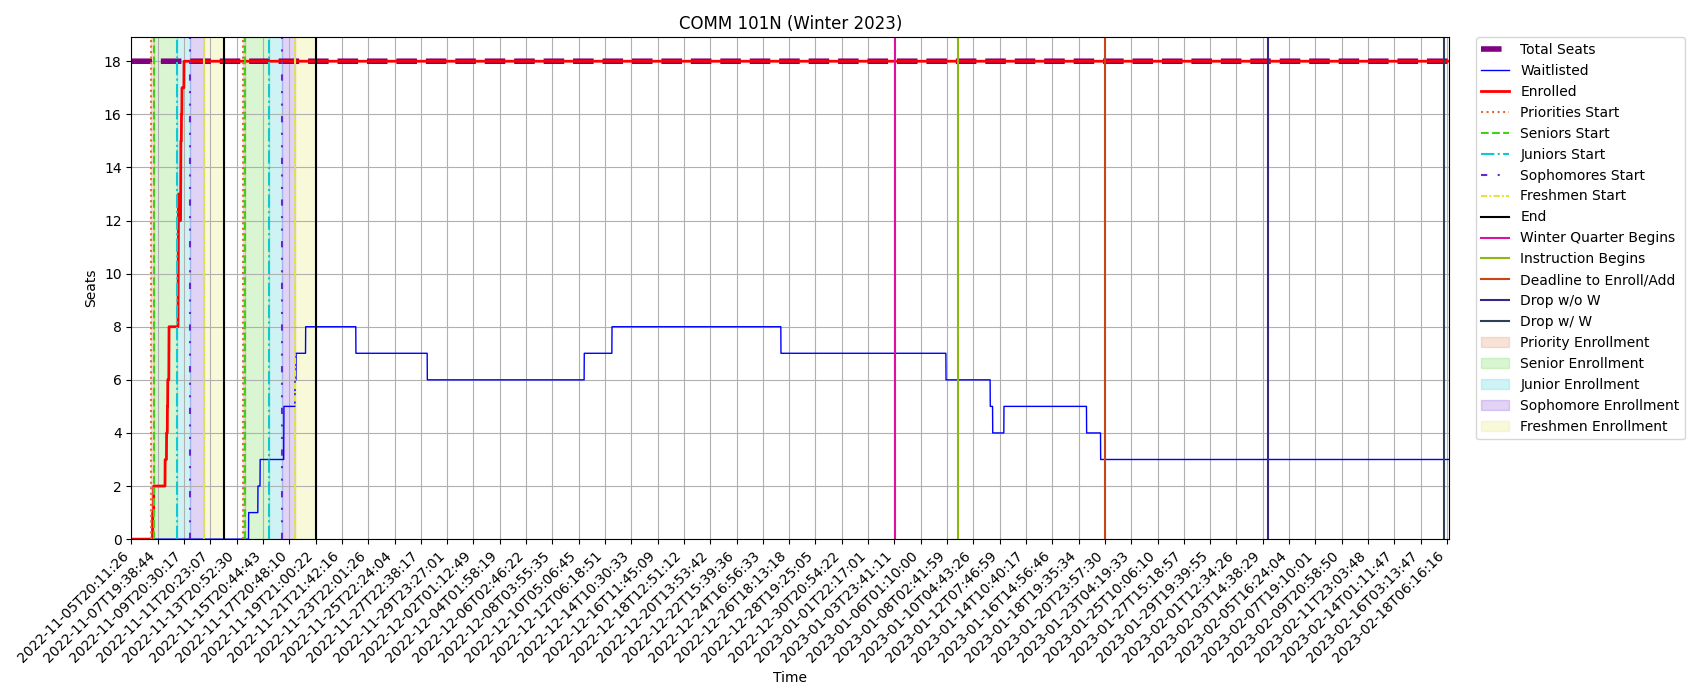 COMM 101N (Winter 2023)
Seats
18
16
14
12
10
8
6
4
2
0
2022-11-05T20:11:26
2022-11-07T19:38:44
2022-11-09T20:30:17
2022-11-11T20:23:07
2022-11-13T20:52:30
2022-11-15T20:44:43
2022-11-17T20:48:10
2022-11-19T21:00:22
2022-11-21T21:42:16
2022-11-23T22:01:26
2022-11-25T22:24:04
2022-11-27T22:38:17
2022-11-29T23:27:01
2022-12-02T01:12:49
2022-12-04T01:58:19
2022-12-06T02:46:22
2022-12-08T03:55:35
2022-12-10T05:06:45
2022-12-12T06:18:51
2022-12-14T10:30:33
2022-12-16T11:45:09
2022-12-18T12:51:12
2022-12-20T13:53:42
2022-12-22T15:39:36
2022-12-24T16:56:33
2022-12-26T18:13:18
2022-12-28T19:25:05
2022-12-30T20:54:22
2023-01-01T22:17:01
2023-01-03T23:41:11
2023-01-06T01:10:00
2023-01-08T02:41:59
2023-01-10T04:43:26
2023-01-12T07:46:59
2023-01-14T10:40:17
2023-01-16T14:56:46
2023-01-18T19:35:34
2023-01-20T23:57:30
2023-01-23T04:19:33
2023-01-25T10:06:10
2023-01-27T15:18:57
2023-01-29T19:39:55
2023-02-01T12:34:26
2023-02-03T14:38:29
2023-02-05T16:24:04
2023-02-07T19:10:01
2023-02-09T20:58:50
2023-02-11T23:03:48
2023-02-14T01:11:47
2023-02-16T03:13:47
2023-02-18T06:16:16
Time
Total Seats
Waitlisted
Enrolled
Priorities Start
Seniors Start
Juniors Start
Sophomores Start
Freshmen Start
End
Winter Quarter Begins
Instruction Begins
Deadline to Enroll/Add
Drop w/o W
Drop w/ W
Priority Enrollment
Senior Enrollment
Junior Enrollment
Sophomore Enrollment
Freshmen Enrollment